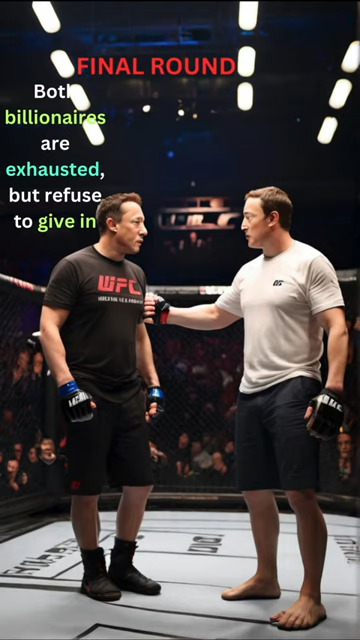 FINAL ROUND
Both
billionaires
are
exhausted,
but refuse
to give in
UFC